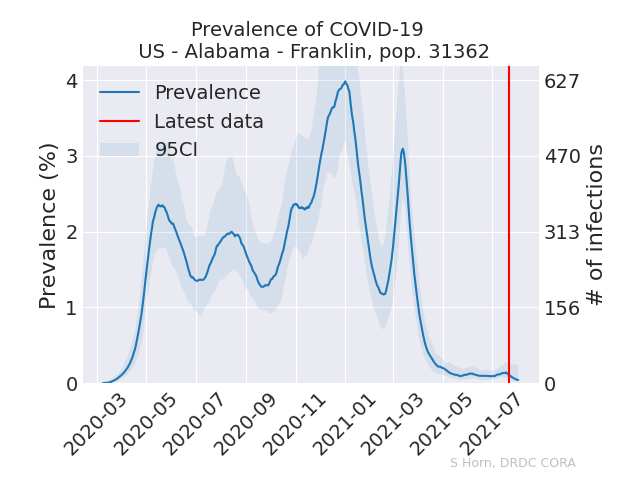 Prevalence of COVID-19
US - Alabama - Franklin, pop. 31362
Prevalence
Latest data
95CI
Prevalence (%)
4
3
2
1
0
627
470
313
156
0
# of infections
2020-03
2020-05
2020-07
2020-09
2020-11
2021-01
2021-03
2021-05
2021-07
S Horn, DRDC CORA